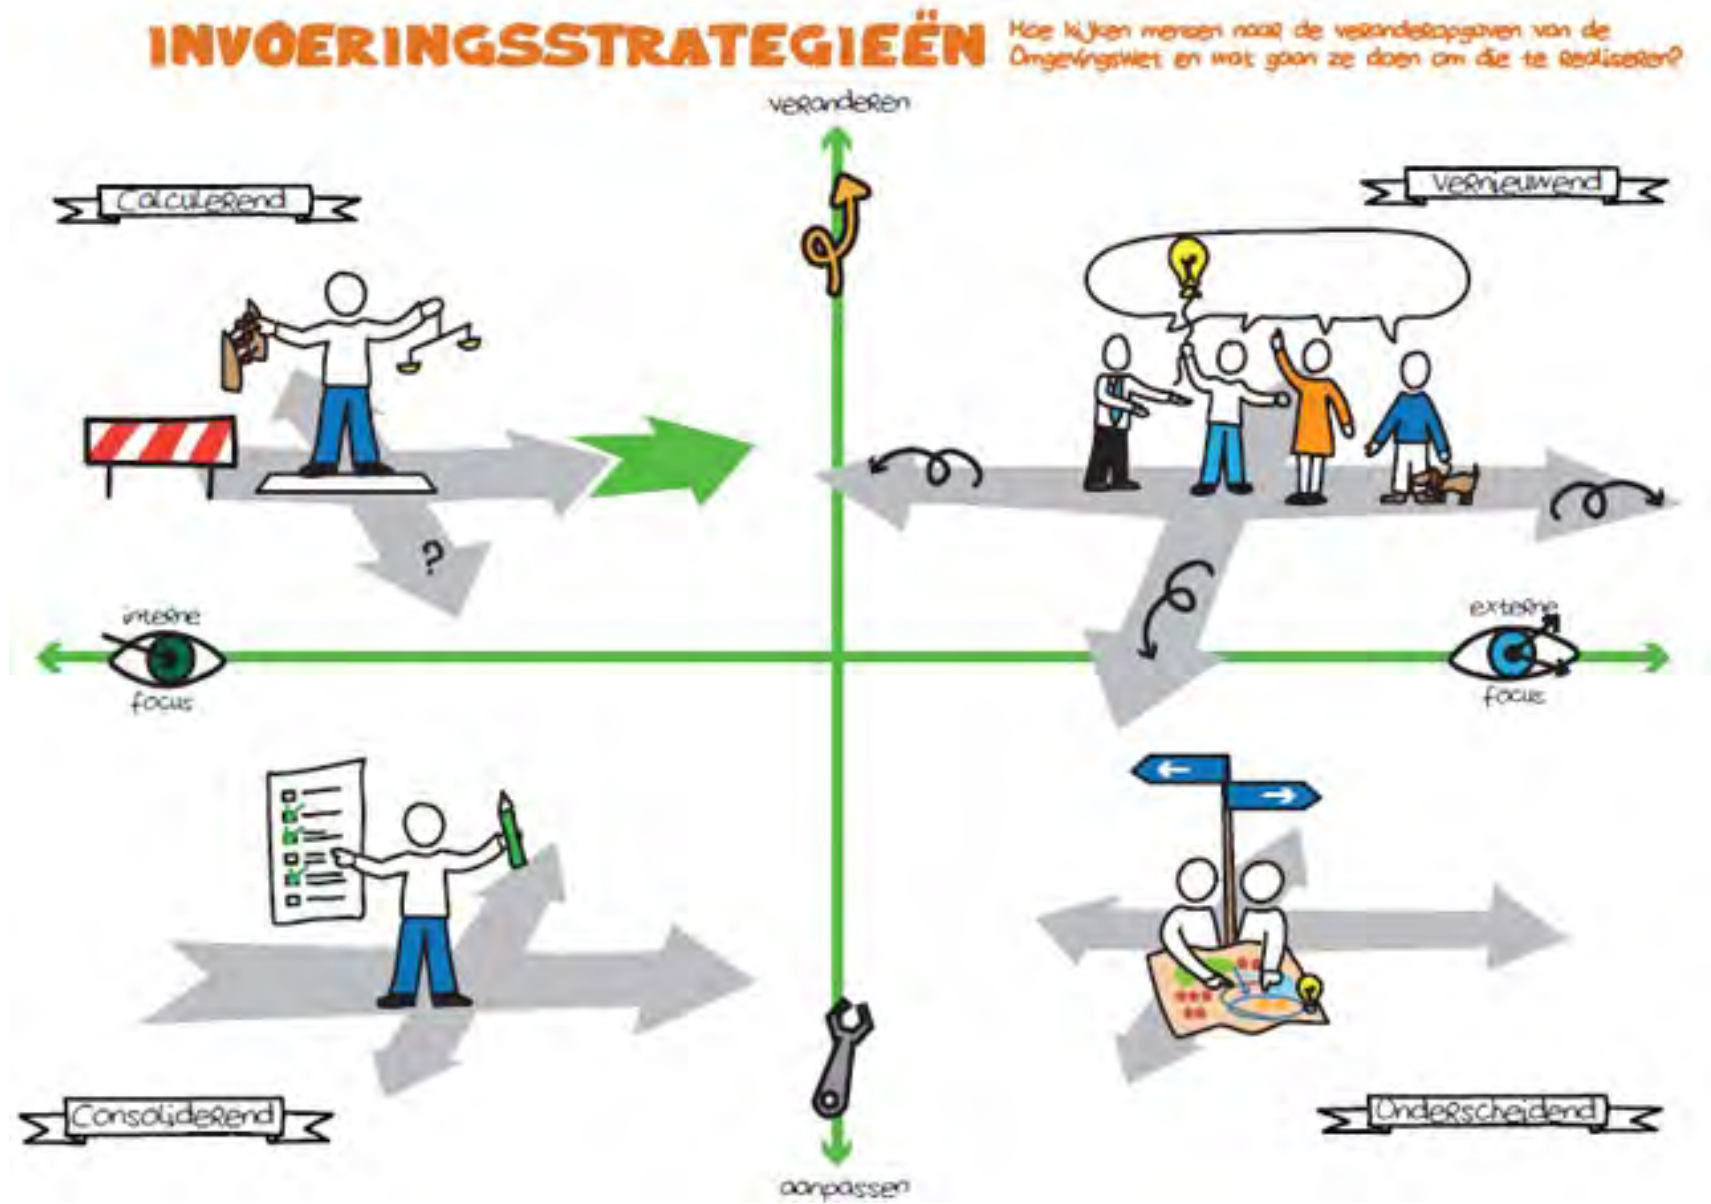 INVOERINGSSTRATEGIEËN
Hoe kijken mensen naar de veranderopgaven van de
Omgevingswet en wat gaan ze doen om die te realiseren?
veranderen
Calculerend
Vernieuwend
?
interne
focus
externe
focus
Consoliderend
Onderscheidend
aanpassen